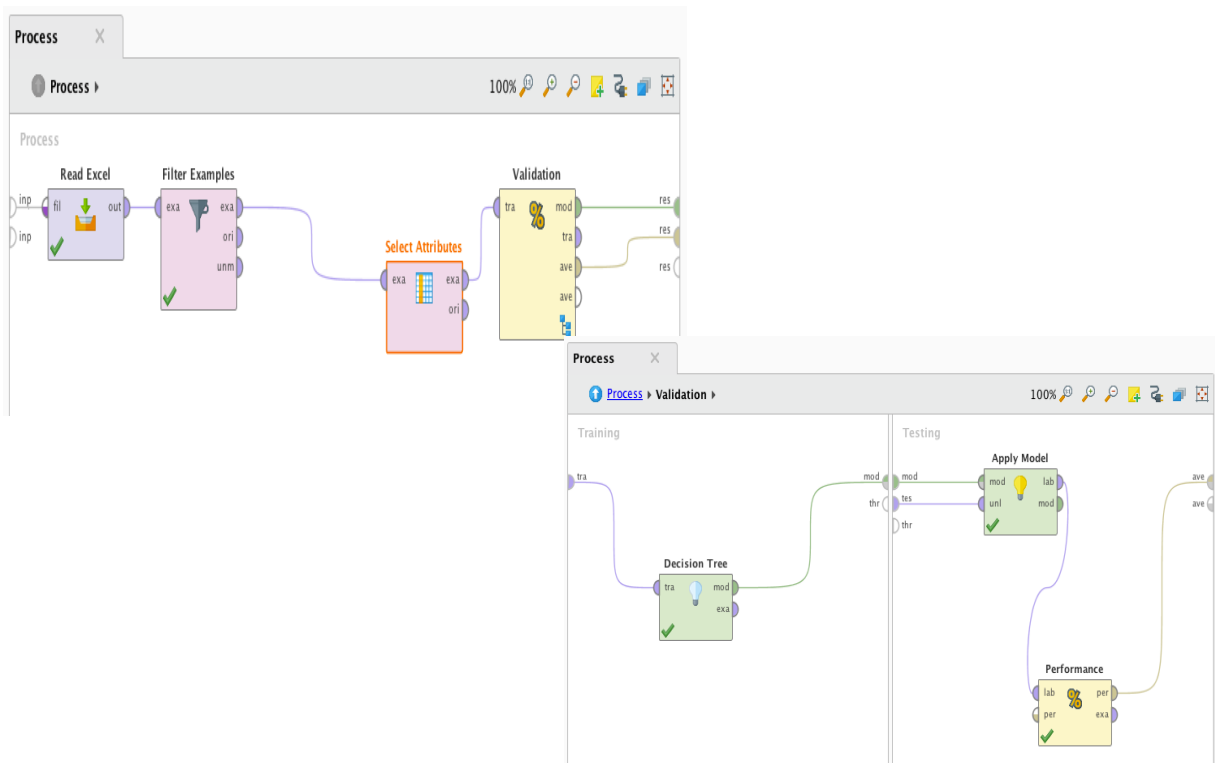 Process X
Process
100%
Process
Read Excel
Filter Examples
Validation
inp
fil
out
exa
exa
tra
mod
res
inp
ori
tra
res
unm
Select Attributes
ave
res
exa
exa
ave
ori
Process X
Process Validation
100%
Training
Testing
Apply Model
tra
mod
mod
mod
lab
ave
thr
tes
unl
mod
ave
thr
Decision Tree
tra
mod
exa
Performance
lab
per
per
exa